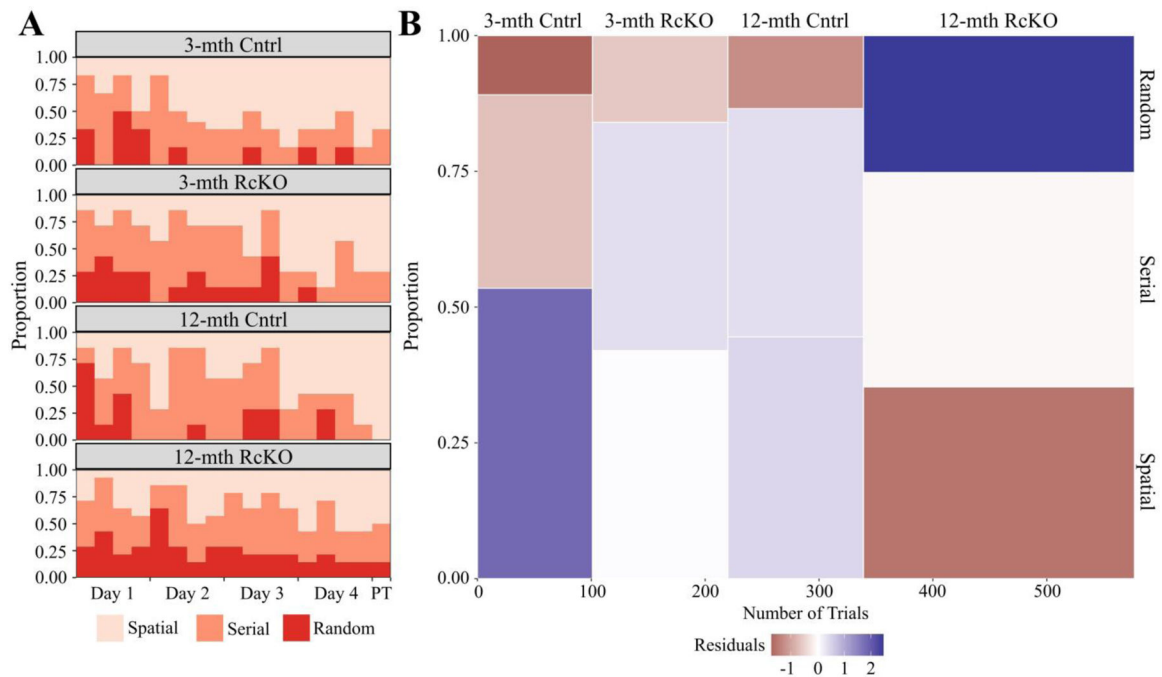 A
3-mth Cntrl
1.00
0.75
0.50
0.25
0.00
3-mth RcKO
1.00
0.75
0.50
0.25
0.00
12-mth Cntrl
1.00
0.75
0.50
0.25
0.00
12-mth RcKO
1.00
0.75
0.50
0.25
0.00
Proportion
Day 1 Day 2 Day 3 Day 4 PT
Spatial Serial Random
B
3-mth Cntrl 3-mth RcKO 12-mth Cntrl 12-mth RcKO
1.00
0.75
0.50
0.25
0.00
Proportion
Random
Serial
Spatial
0 100 200 300 400 500
Number of Trials
Residuals
-1 0 1 2